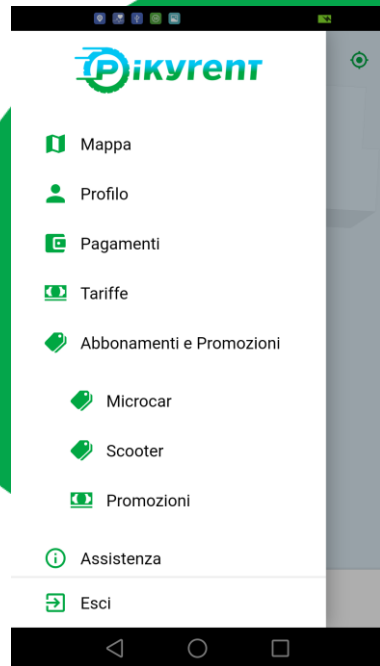 Pikyrent
Mappa
Profilo
Pagamenti
Tariffe
Abbonamenti e Promozioni
Microcar
Scooter
Promozioni
Assistenza
Esci